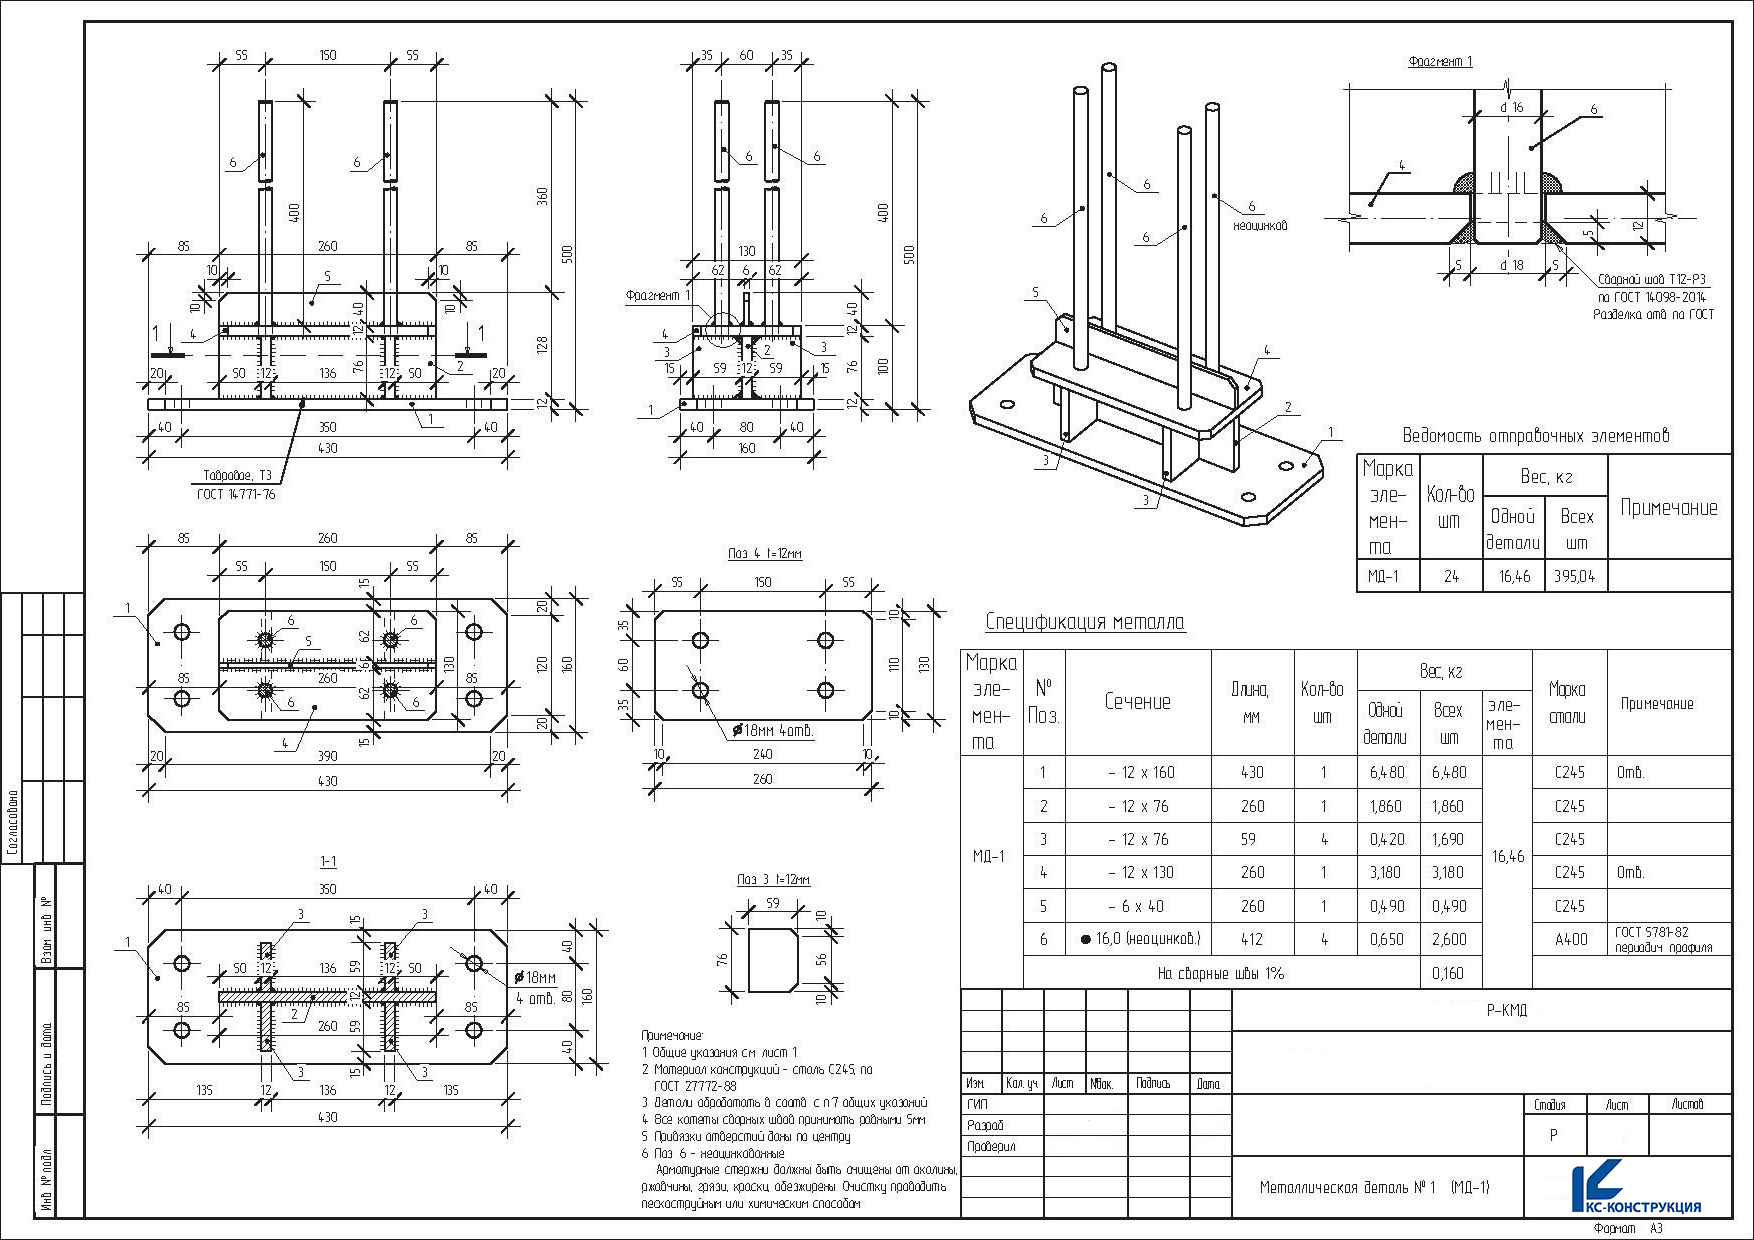 55 150 55
6 6
400
360
500
85 260 85
10 5 10
10 10
40
12
128
76
1 1
4
2
20 50 12 136 12 50 20
12
1
40 350 40
430
Тавровое, Т3
ГОСТ 14771-76
35 60 35
6 6
400
500
130
62 6 62
Фрагмент 1
40
12
4
3 2 3
15 59 12 59 15
76
100
12
1
40 80 40
160
6
6
6
6
неоцинков
5
4
2
1
3
3
Фрагмент 1
d 16
6
4
12
5
5 d 18 5
Сварной шов Т12-Р3
по ГОСТ 14098-2014
Разделка отв по ГОСТ
Ведомость отправочных элементов
Марка эле-мен-та Кол-во шт Вес, кг Примечание
Одной детали Всех шт
МД-1 24 16,46 395,04
85 260 85
55 150 55
15
20
1
6 6
5
62
6
130
120
160
85 260 85
62
6 6
4
15
20
20 390 20
430
Поз 4 t=12мм
55 150 55
35
60
35
10
110
130
10
Ø18мм 4отв.
10 240 10
260
Спецификация металла
Марка эле-мен-та № Поз. Сечение Длина, мм Кол-во шт Вес, кг Марка стали Примечание
Одной детали Всех шт эле-мен-та
1 - 12 x 160 430 1 6,480 6,480 С245 Отв.
2 - 12 x 76 260 1 1,860 1,860 С245
3 - 12 x 76 59 4 0,420 1,690 С245
МД-1 16,46
4 - 12 x 130 260 1 3,180 3,180 С245 Отв.
5 - 6 x 40 260 1 0,490 0,490 С245
6 ● 16,0 (неоцинков.) 412 4 0,650 2,600 А400 ГОСТ 5781-82 периодич профиля
На сварные швы 1% 0,160
1-1
40 350 40
3 3
15
1
59
40
50 12 136 12 50
Ø18мм
4 отв.
12
80
160
2
85 260 85
59
40
3 3
15
135 12 136 12 135
430
Поз 3 t=12мм
59
10
76
56
10
Примечание:
1 Общие указания см лист 1
2 Материал конструкций - сталь С245, по
ГОСТ 27772-88
3 Детали обработать в соотв. с п 7 общих указаний
4 Все катеты сварных швов принимать равными 5мм
5 Привязки отверстий даны по центру
6 Поз 6 - неоцинкованные
Арматурные стержни должны быть очищены от окалины,
ржавчины, грязи, краски, обезжирены. Очистку проводить
пескоструйным или химическим способом
Р-КМД
Изм. Кол. уч Лист №док. Подпись Дата
ГИП
Разраб
Проверил
Стадия Лист Листов
Р
Металлическая деталь № 1 (МД-1)
КС-КОНСТРУКЦИЯ
Формат А3
Согласовано
Взам инв №
Подпись и дата
Инв № подл